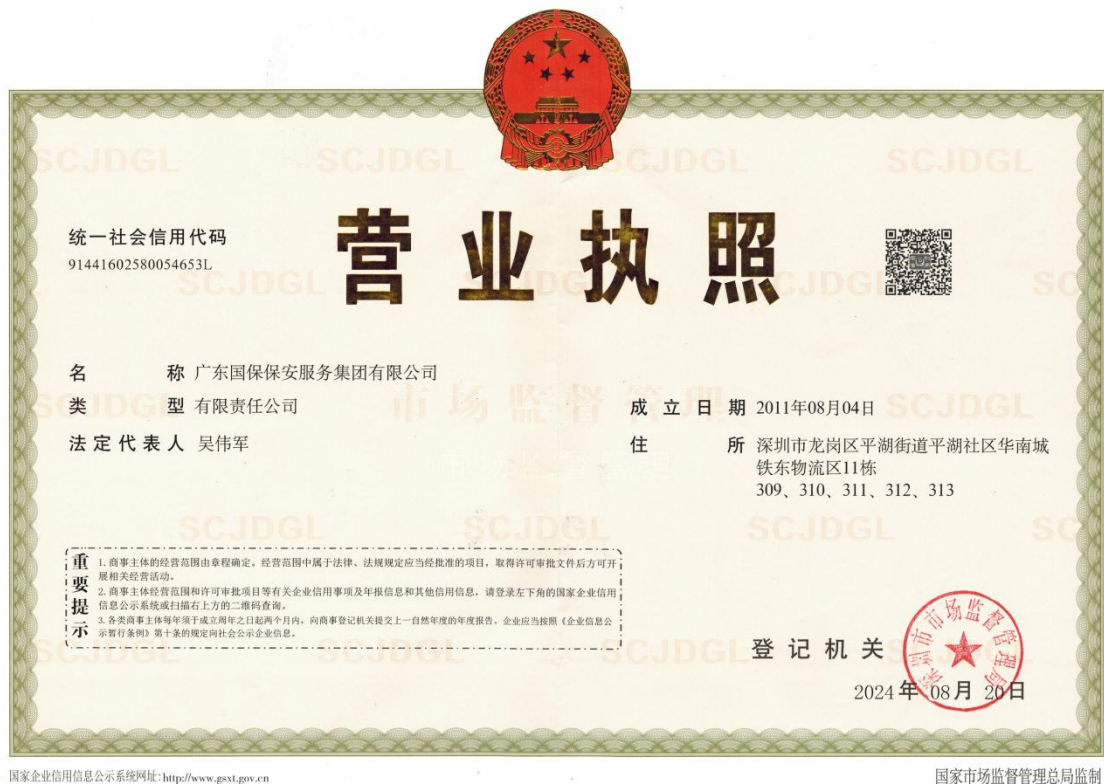 营业执照
统一社会信用代码
91441602580054653L
名称 广东国保保安服务集团有限公司
类型 有限责任公司
法定代表人 吴伟军
成立日期 2011年08月04日
住所 深圳市龙岗区平湖街道平湖社区华南城
铁东物流区11栋
309、310、311、312、313
重要提示
1. 商事主体的经营范围由章程确定。经营范围中属于法律、法规规定应当经批准的项目，取得许可审批文件后方可开
展相关经营活动。
2. 商事主体经营范围和许可审批项目等有关企业信用事项及年报信息和其他信用信息，请登录左下角的国家企业信用
信息公示系统或扫描右上方的二维码查询。
3. 各类商事主体每年须于成立周年之日起两个月内，向商事登记机关提交上一自然年度的年度报告。企业应当按照《企业信息公
示暂行条例》第十条的规定向社会公示企业信息。
登记机关
深圳市市场监督管理局
2024年08月20日
国家企业信用信息公示系统网址:http://www.gsxt.gov.cn
国家市场监督管理总局监制
SCJDGL
市场监督管理